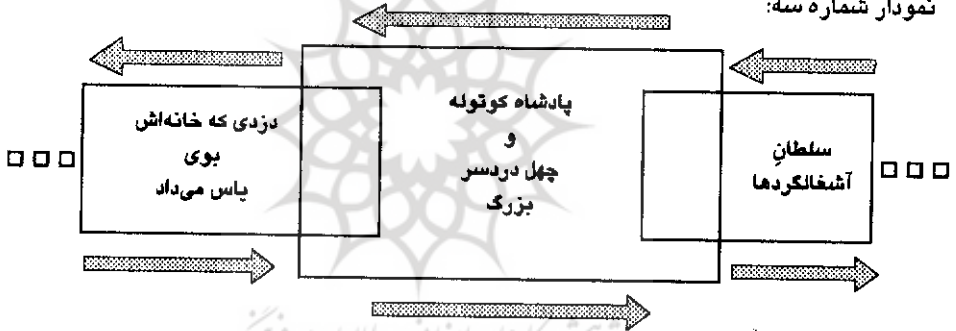 نمودار شماره سه:
سلطانِ
آشغالگردها
پادشاه کوتوله
و
چهل دردسر
بزرگ
دزدی که خانه‌اش
بوی
یاس می‌داد